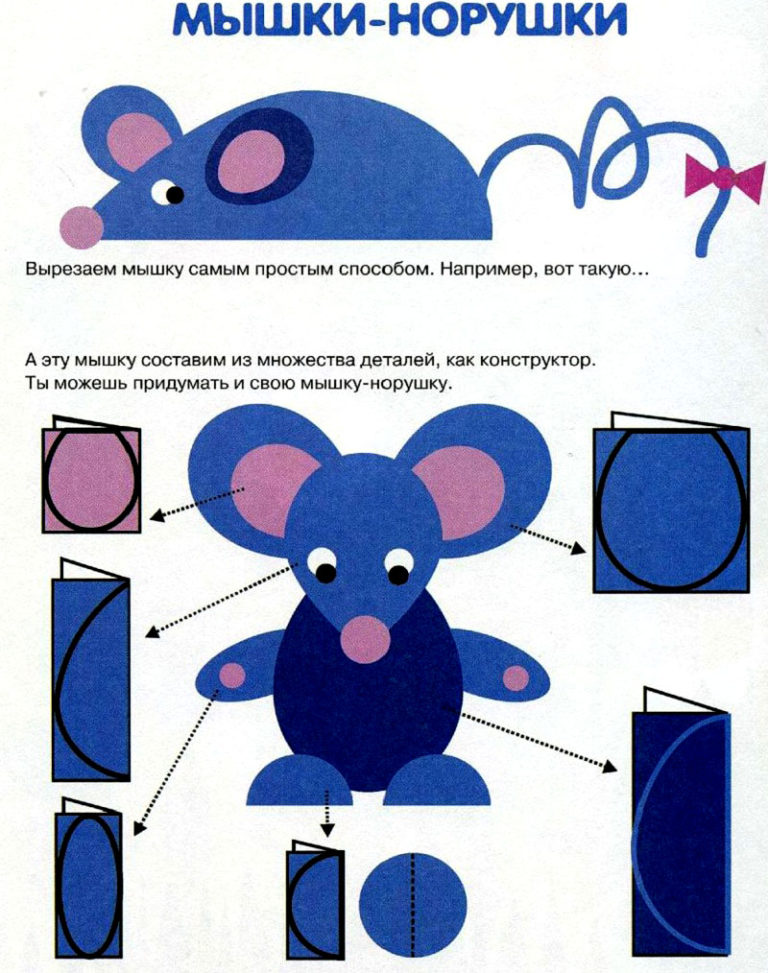 МЫШКИ-НОРУШКИ
Вырезаем мышку самым простым способом. Например, вот такую...
А эту мышку составим из множества деталей, как конструктор.
Ты можешь придумать и свою мышку-норушку.